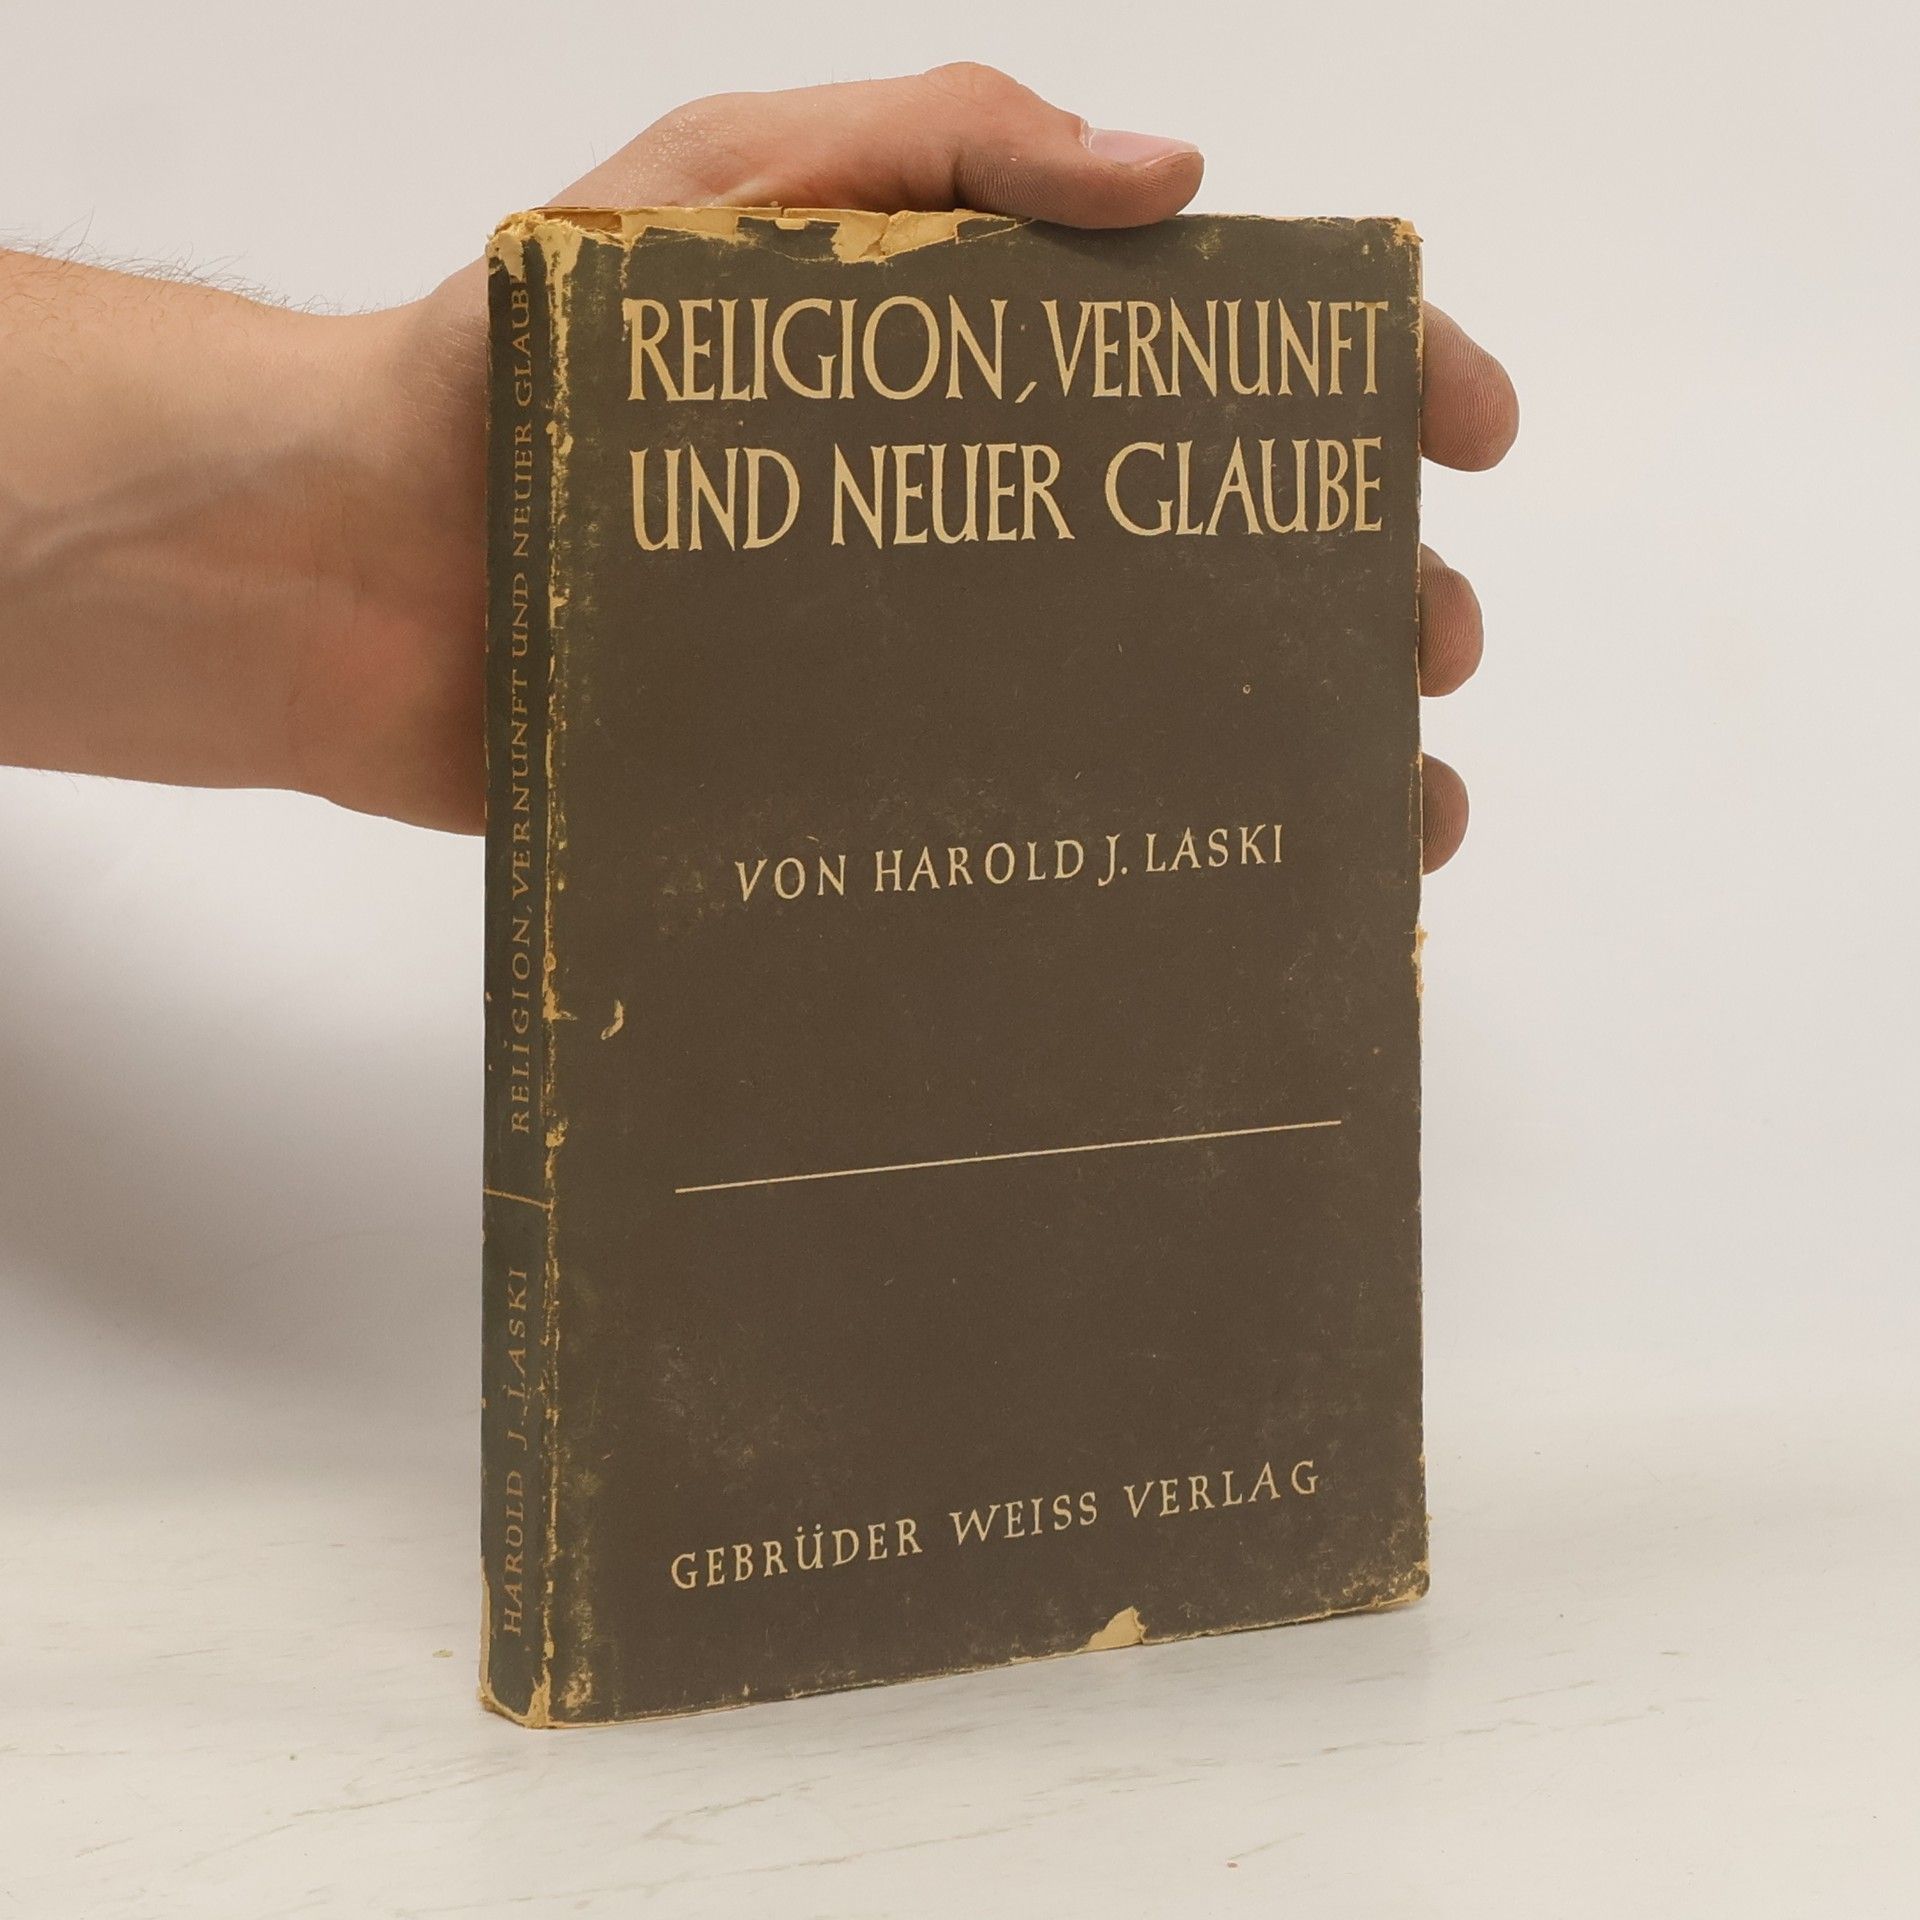 RELIGION, VERNUNFT
UND NEUER GLAUBE
VON HAROLD J. LASKI
GEBRÜDER WEISS VERLAG
HAROLD J. LASKI
RELIGION, VERNUNFT UND NEUER GLAUBE